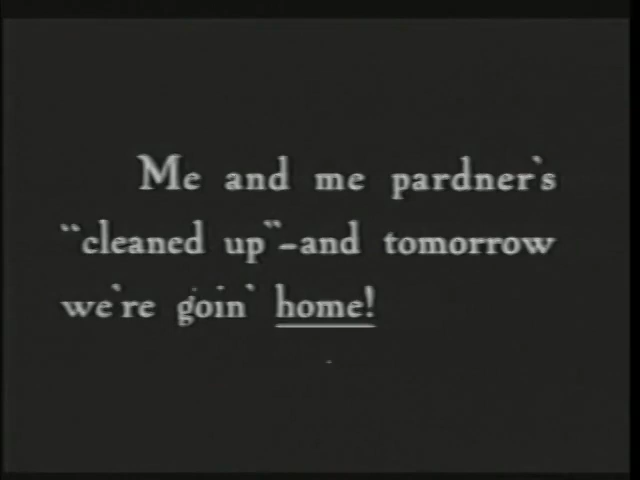 Me and me pardner's
"cleaned up"-and tomorrow
we're goin' home!